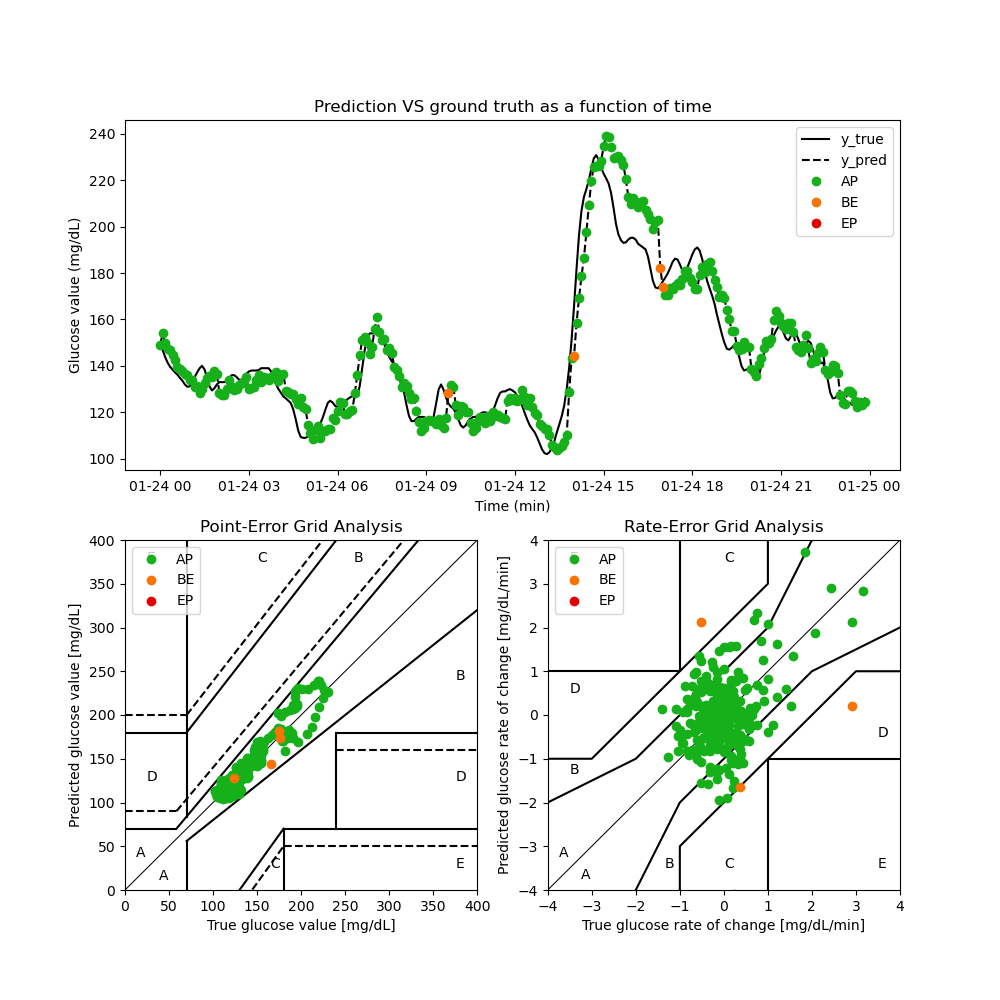 Prediction VS ground truth as a function of time
Glucose value (mg/dL)
240
220
200
180
160
140
120
100
y_true
y_pred
AP
BE
EP
01-24 00 01-24 03 01-24 06 01-24 09 01-24 12 01-24 15 01-24 18 01-24 21 01-25 00
Time (min)
Point-Error Grid Analysis
Predicted glucose value [mg/dL]
400
350
300
250
200
150
100
50
0
AP
BE
EP
C
B
B
D
D
A
A
C
E
0 50 100 150 200 250 300 350 400
True glucose value [mg/dL]
Rate-Error Grid Analysis
Predicted glucose rate of change [mg/dL/min]
4
3
2
1
0
−1
−2
−3
−4
AP
BE
EP
C
D
D
B
A
A
B
C
E
−4 −3 −2 −1 0 1 2 3 4
True glucose rate of change [mg/dL/min]